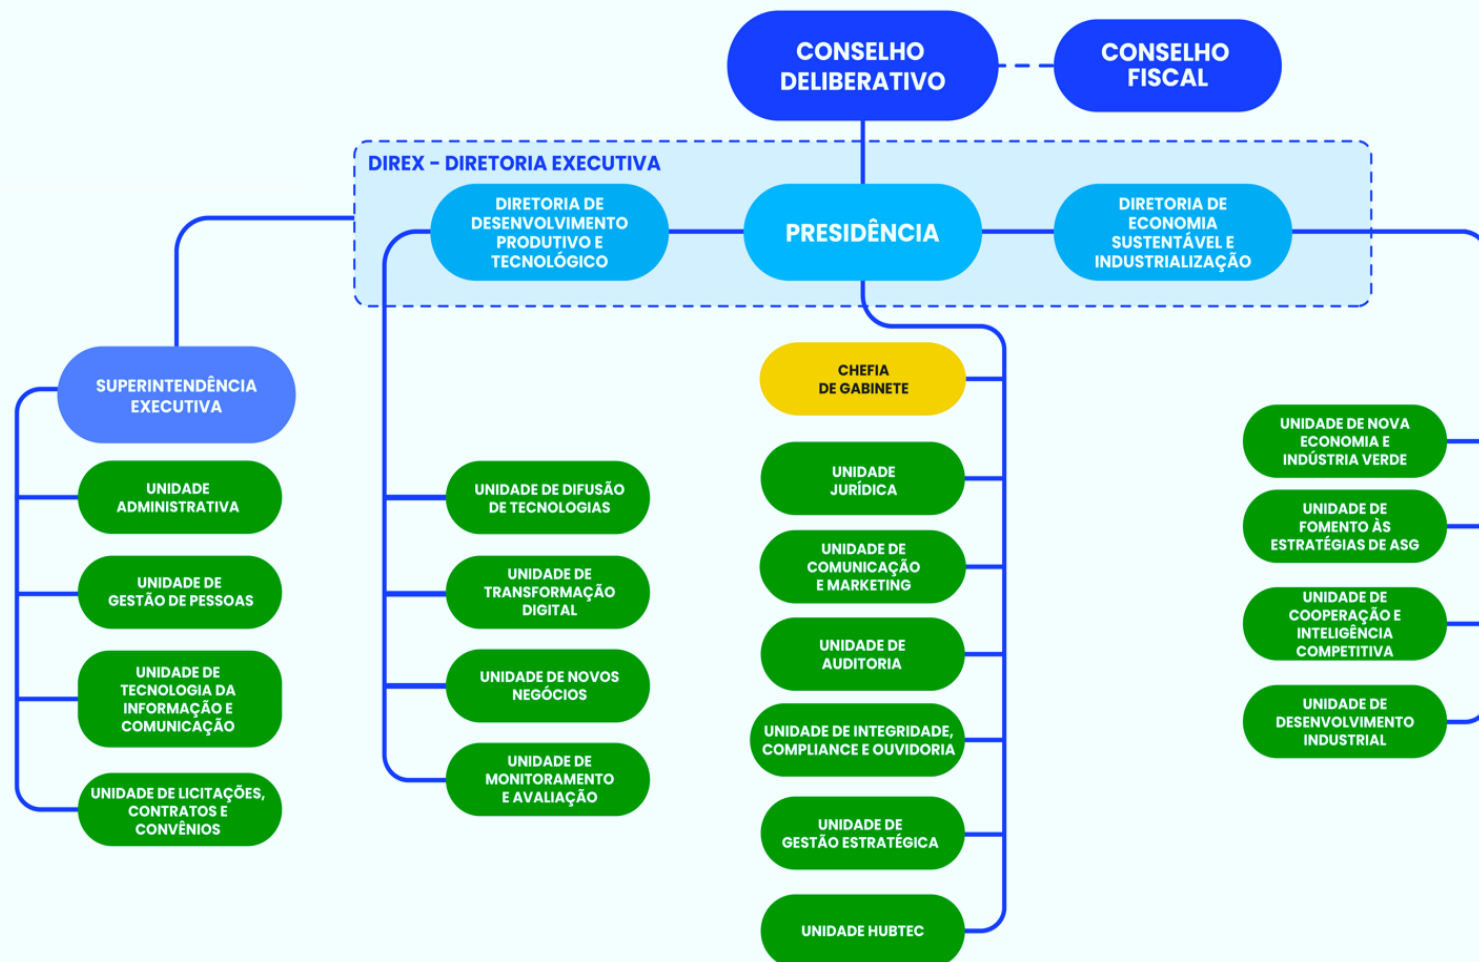 CONSELHO
DELIBERATIVO
CONSELHO
FISCAL
DIREX - DIRETORIA EXECUTIVA
DIRETORIA DE
DESENVOLVIMENTO
PRODUTIVO E
TECNOLÓGICO
PRESIDÊNCIA
DIRETORIA DE
ECONOMIA
SUSTENTÁVEL E
INDUSTRIALIZAÇÃO
SUPERINTENDÊNCIA
EXECUTIVA
UNIDADE
ADMINISTRATIVA
UNIDADE DE
GESTÃO DE PESSOAS
UNIDADE DE
TECNOLOGIA DA
INFORMAÇÃO E
COMUNICAÇÃO
UNIDADE DE LICITAÇÕES,
CONTRATOS E
CONVÊNIOS
UNIDADE DE DIFUSÃO
DE TECNOLOGIAS
UNIDADE DE
TRANSFORMAÇÃO
DIGITAL
UNIDADE DE NOVOS
NEGÓCIOS
UNIDADE DE
MONITORAMENTO
E AVALIAÇÃO
CHEFIA
DE GABINETE
UNIDADE
JURÍDICA
UNIDADE DE
COMUNICAÇÃO
E MARKETING
UNIDADE DE
AUDITORIA
UNIDADE DE INTEGRIDADE,
COMPLIANCE E OUVIDORIA
UNIDADE DE
GESTÃO ESTRATÉGICA
UNIDADE HUBTEC
UNIDADE DE NOVA
ECONOMIA E
INDÚSTRIA VERDE
UNIDADE DE
FOMENTO ÀS
ESTRATÉGIAS DE ASG
UNIDADE DE
COOPERAÇÃO E
INTELIGÊNCIA
COMPETITIVA
UNIDADE DE
DESENVOLVIMENTO
INDUSTRIAL